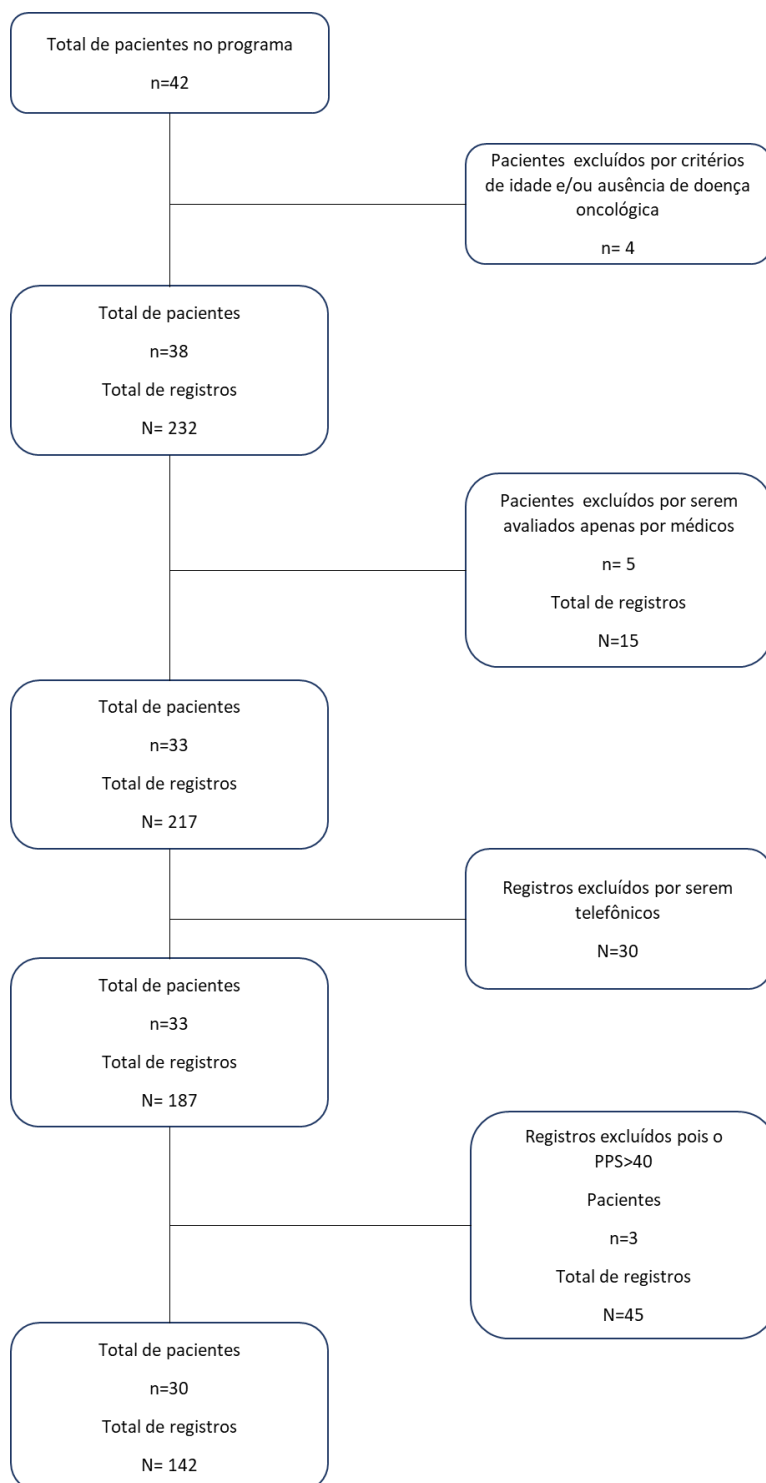 Total de pacientes no programa
n=42
Pacientes excluídos por critérios
de idade e/ou ausência de doença
oncológica
n= 4
Total de pacientes
n=38
Total de registros
N= 232
Pacientes excluídos por serem
avaliados apenas por médicos
n= 5
Total de registros
N=15
Total de pacientes
n=33
Total de registros
N= 217
Registros excluídos por serem
telefônicos
N=30
Total de pacientes
n=33
Total de registros
N= 187
Registros excluídos pois o
PPS>40
Pacientes
n=3
Total de registros
N=45
Total de pacientes
n=30
Total de registros
N= 142